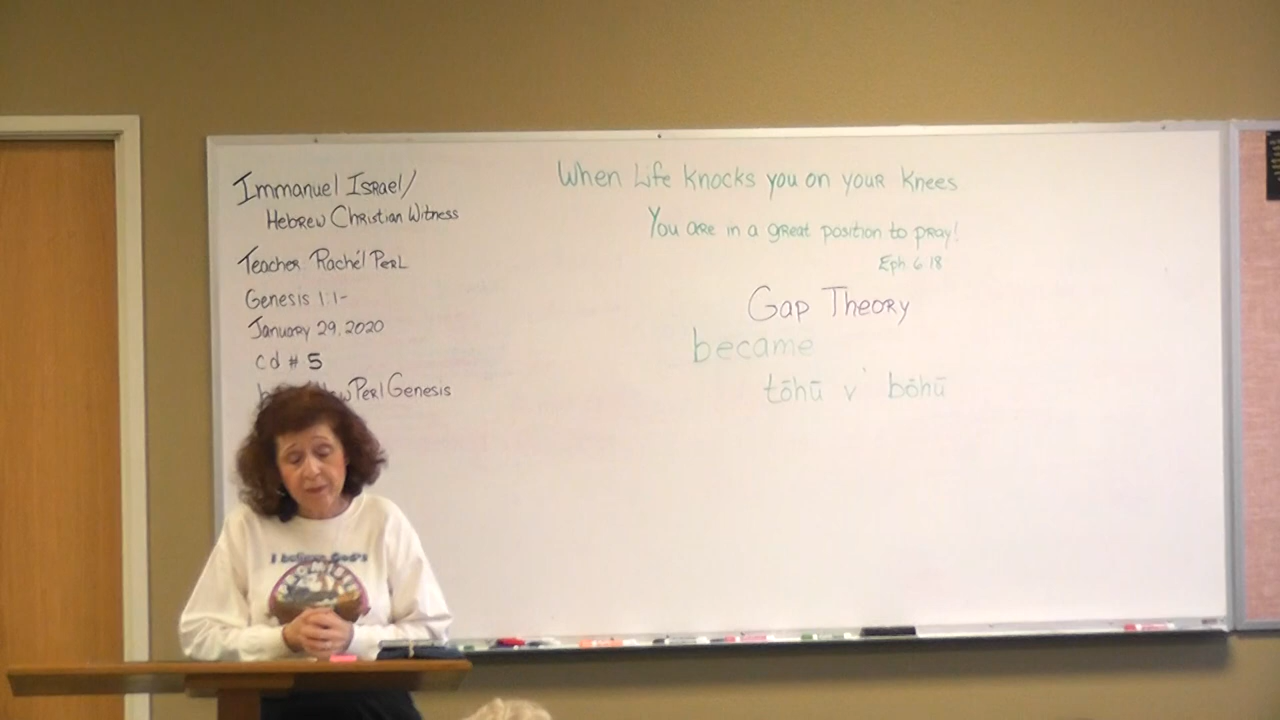 Immanuel Israel/
Hebrew Christian Witness
Teacher Rachél Perl
Genesis 1:1-
January 29, 2020
Cd # 5
Perl Genesis
When Life Knocks you on your Knees
You are in a great position to pray!
Eph 6 18
Gap Theory
became
tōhū v' bōhū
I believe God's